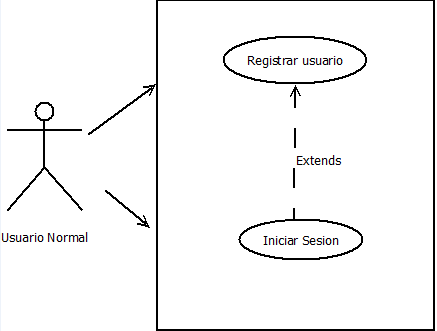 Registrar usuario
Extends
Iniciar Sesion
Usuario Normal